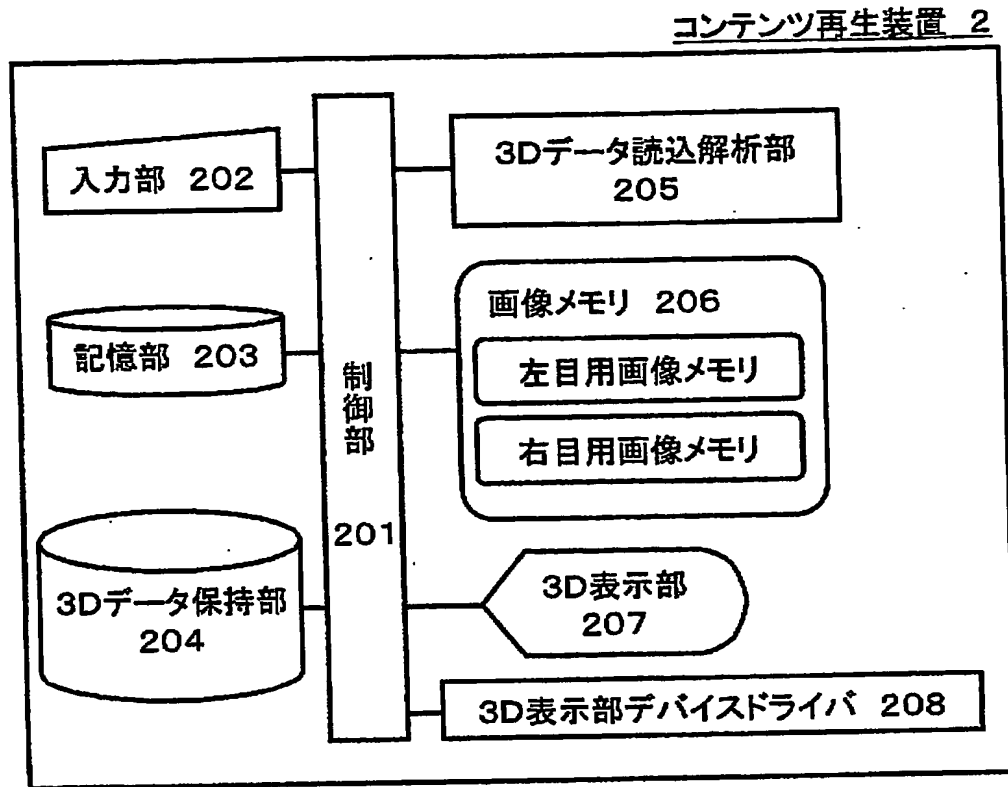 コンテンツ再生装置 2
入力部 202
3Dデータ読込解析部
205
記憶部 203
画像メモリ 206
左目用画像メモリ
右目用画像メモリ
制御部
201
3Dデータ保持部
204
3D表示部
207
3D表示部デバイスドライバ 208